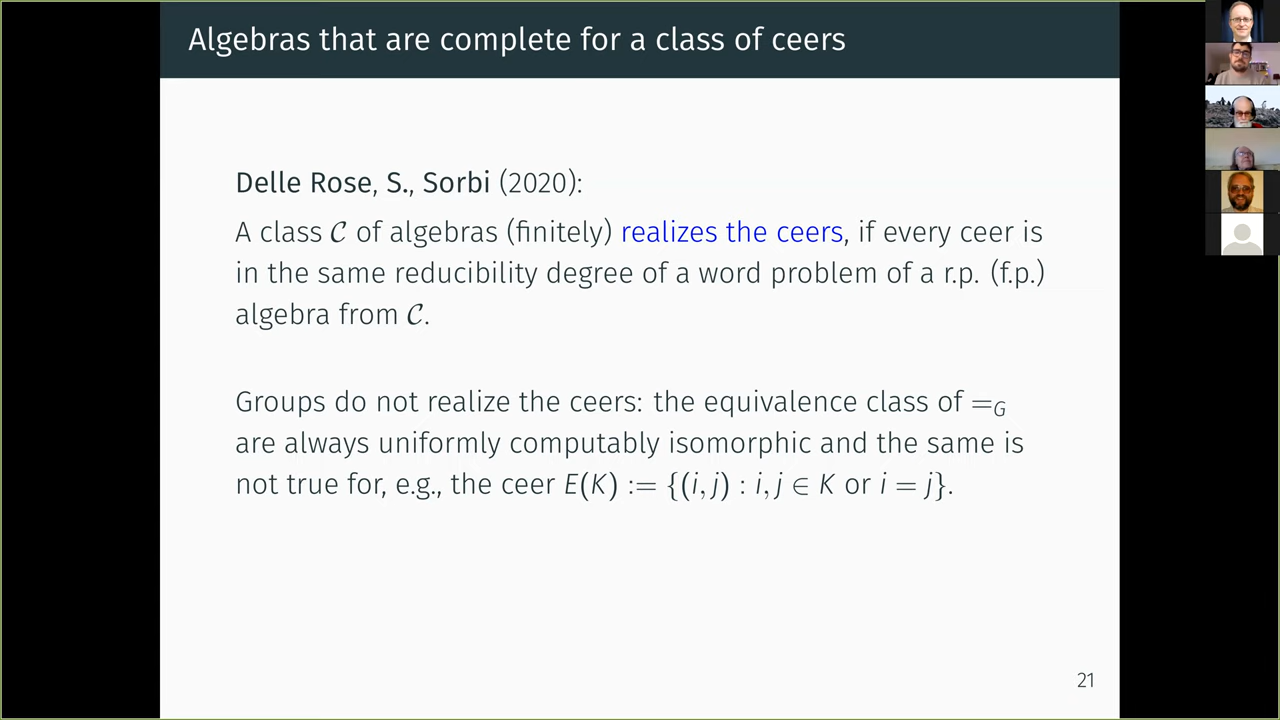 Algebras that are complete for a class of ceers
Delle Rose, S., Sorbi (2020):
A class 𝒞 of algebras (finitely) realizes the ceers, if every ceer is
in the same reducibility degree of a word problem of a r.p. (f.p.)
algebra from 𝒞.
Groups do not realize the ceers: the equivalence class of =_G
are always uniformly computably isomorphic and the same is
not true for, e.g., the ceer E(K) := {(i, j) : i, j ∈ K or i = j}.
21